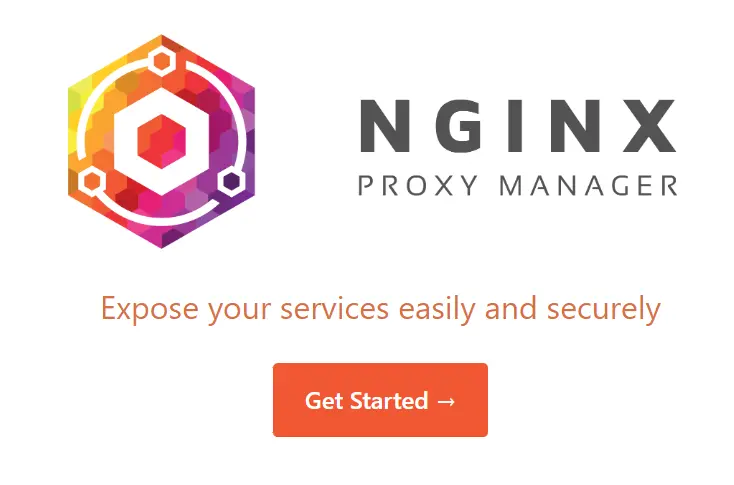 NGINX
PROXY MANAGER
Expose your services easily and securely
Get Started →